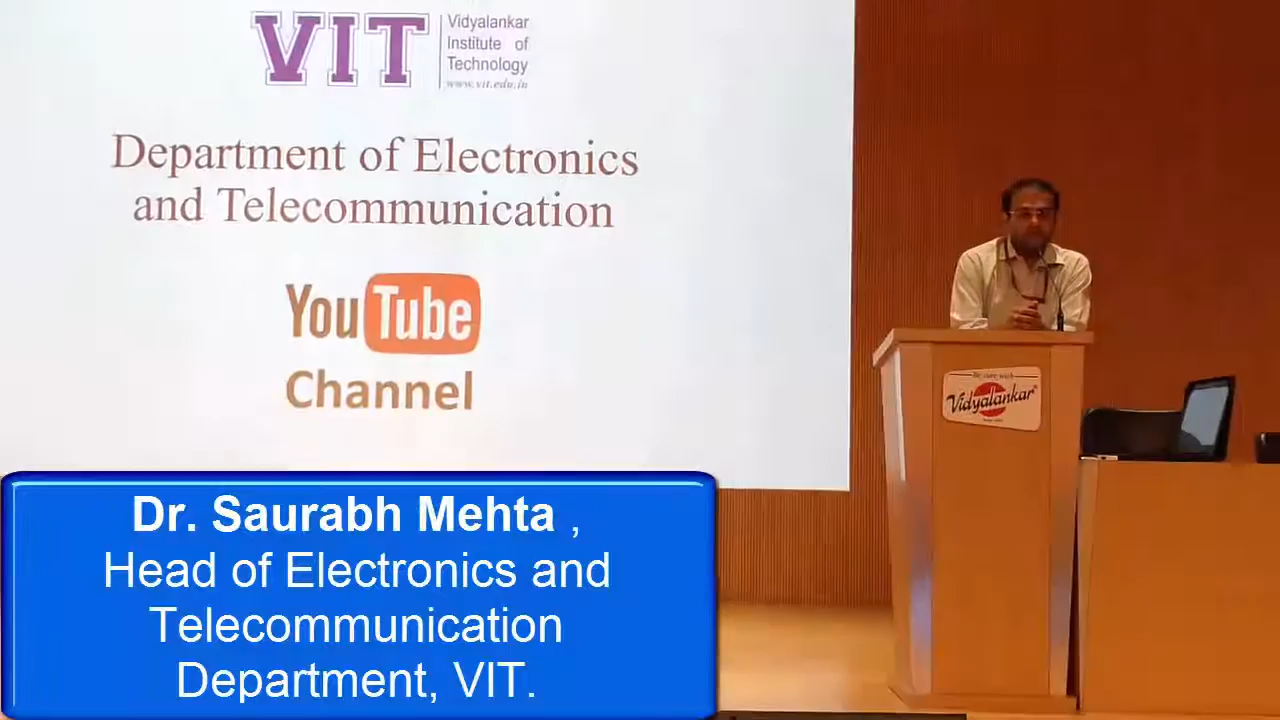 VIT
Vidyalankar
Institute of
Technology
www.vit.edu.in
Department of Electronics
and Telecommunication
YouTube
Channel
Vidyalankar
Dr. Saurabh Mehta ,
Head of Electronics and
Telecommunication
Department, VIT.